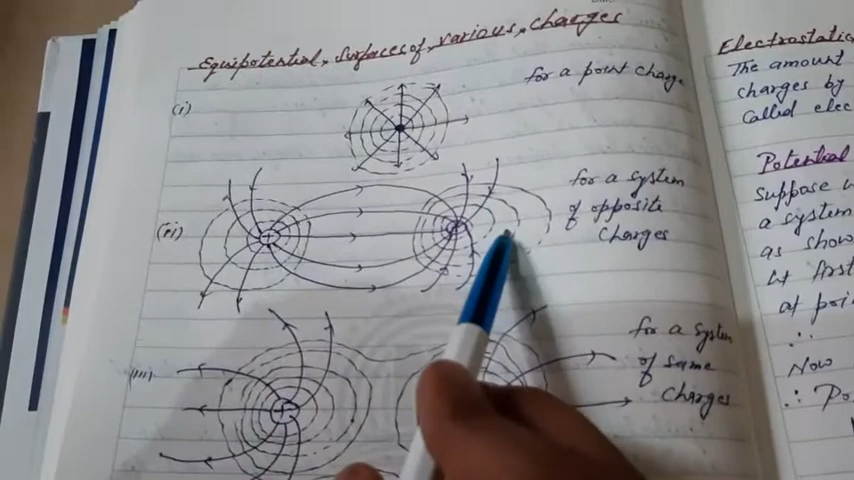 Equipotential Surfaces of various charges
(i)
for a point charge
(ii)
for a system
of opposite
charges
+
(iii)
for a system
of same
charges
+
Electrostatic
The amount
charges by
called elec
Potential
Suppose
a system
as show
at first
at poi
∴
Now
∴ Po